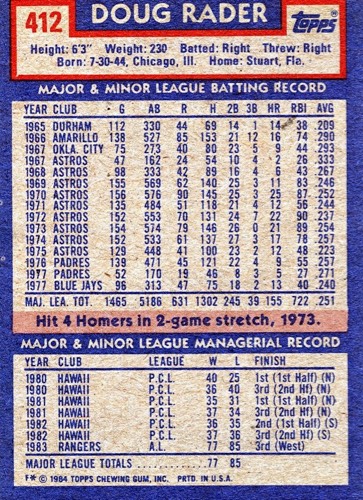 412
DOUG RADER
topps
Height: 6'3" Weight: 230 Batted: Right Threw: Right
Born: 7-30-44, Chicago, Ill. Home: Stuart, Fla.
MAJOR & MINOR LEAGUE BATTING RECORD
YEAR CLUB G AB R H 2B 3B HR RBI AVG
1965 DURHAM 112 330 44 69 14 1 14 38 .209
1966 AMARILLO 138 527 85 153 21 12 16 74 .290
1967 OKLA. CITY 9 44 .293
1967 ASTROS 47 162 24 54 10 4 2 26 .333
1968 ASTROS 98 333 42 89 16 4 6 43 .267
1969 ASTROS 155 569 62 140 25 3 11 83 .246
1970 ASTROS 156 576 90 145 25 3 25 87 .252
1971 ASTROS 135 484 51 118 21 4 12 56 .244
1972 ASTROS 152 553 70 131 24 7 22 90 .237
1973 ASTROS 154 574 79 146 26 0 21 89 .254
1974 ASTROS 152 533 61 137 27 3 17 78 .257
1975 ASTROS 129 448 41 100 23 2 12 48 .223
1976 PADRES 139 471 45 121 22 4 9 55 .257
1977 PADRES 52 170 19 46 8 3 5 27 .271
1977 BLUE JAYS 96 313 47 75 18 2 13 40 .240
MAJ. LEA. TOT. 1465 5186 631 1302 245 39 155 722 .251
Hit 4 Homers in 2-game stretch, 1973.
MAJOR & MINOR LEAGUE MANAGERIAL RECORD
YEAR CLUB LEAGUE W L FINISH
1980 HAWAII P.C.L. 40 25 1st (1st Half) (N)
1980 HAWAII P.C.L. 36 40 3rd (2nd Hf) (N)
1981 HAWAII P.C.L. 35 31 1st (1st Half) (N)
1981 HAWAII P.C.L. 37 34 3rd (2nd Hf) (N)
1982 HAWAII P.C.L. 2nd (1st Half) (S)
1982 HAWAII P.C.L. 3rd (2nd Hf) (S)
1983 RANGERS A.L. 77 85 3rd (West)
MAJOR LEAGUE TOTALS 77 85
F* © 1984 TOPPS CHEWING GUM, INC. PRTD. IN U.S.A.